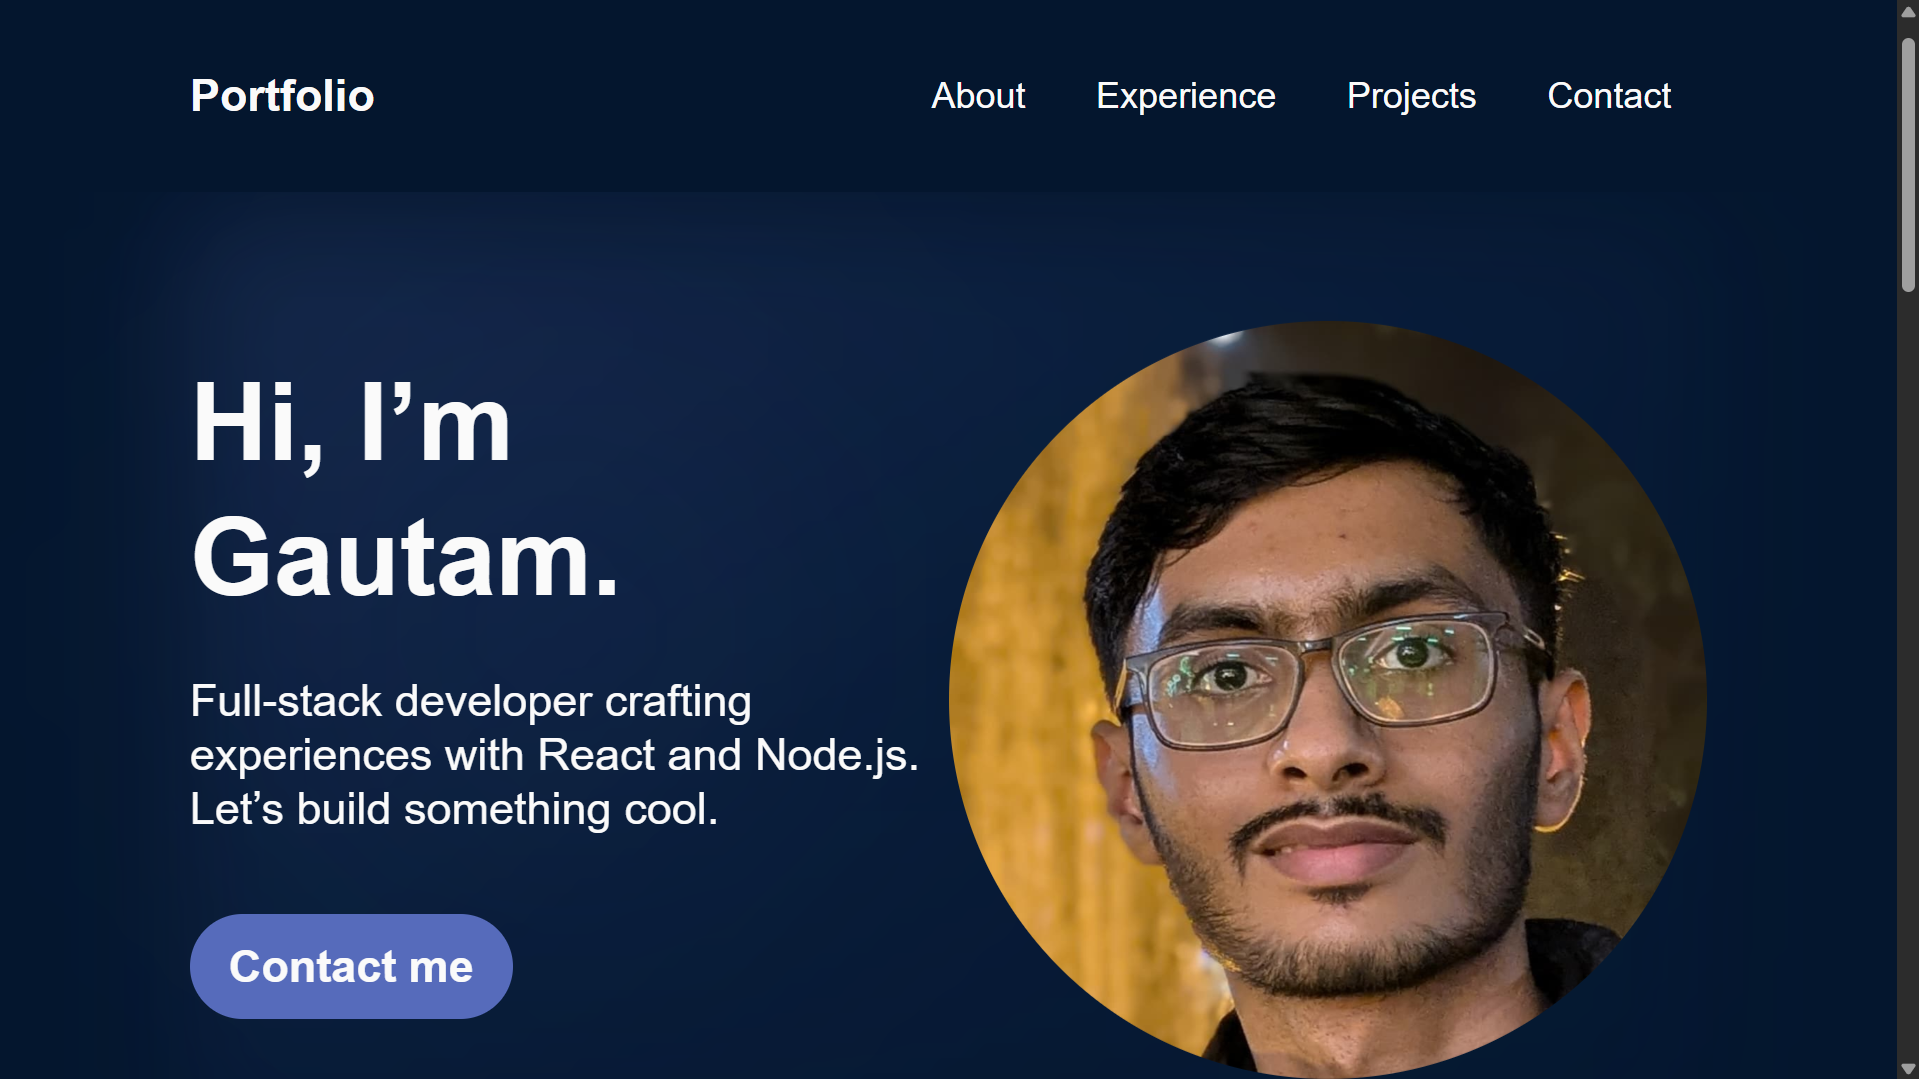 Portfolio
About Experience Projects Contact
Hi, I’m
Gautam.
Full-stack developer crafting
experiences with React and Node.js.
Let’s build something cool.
Contact me